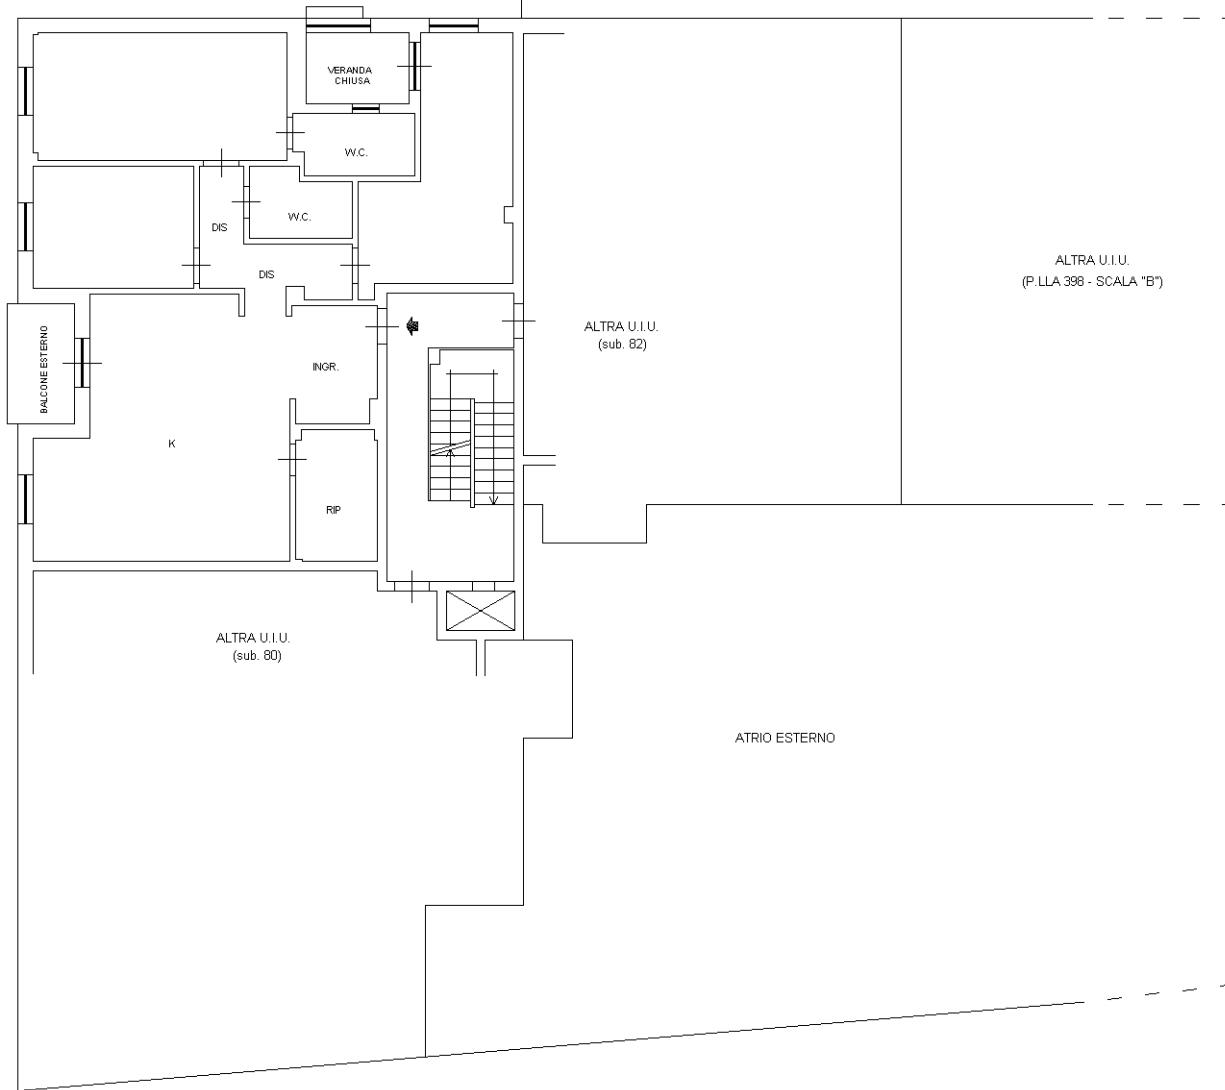 VERANDA
CHIUSA
W.C.
W.C.
DIS
DIS
ALTRA U.I.U.
(P.LLA 398 - SCALA "B")
ALTRA U.I.U.
(sub. 82)
BALCONE ESTERNO
INGR.
K
RIP
ALTRA U.I.U.
(sub. 80)
ATRIO ESTERNO